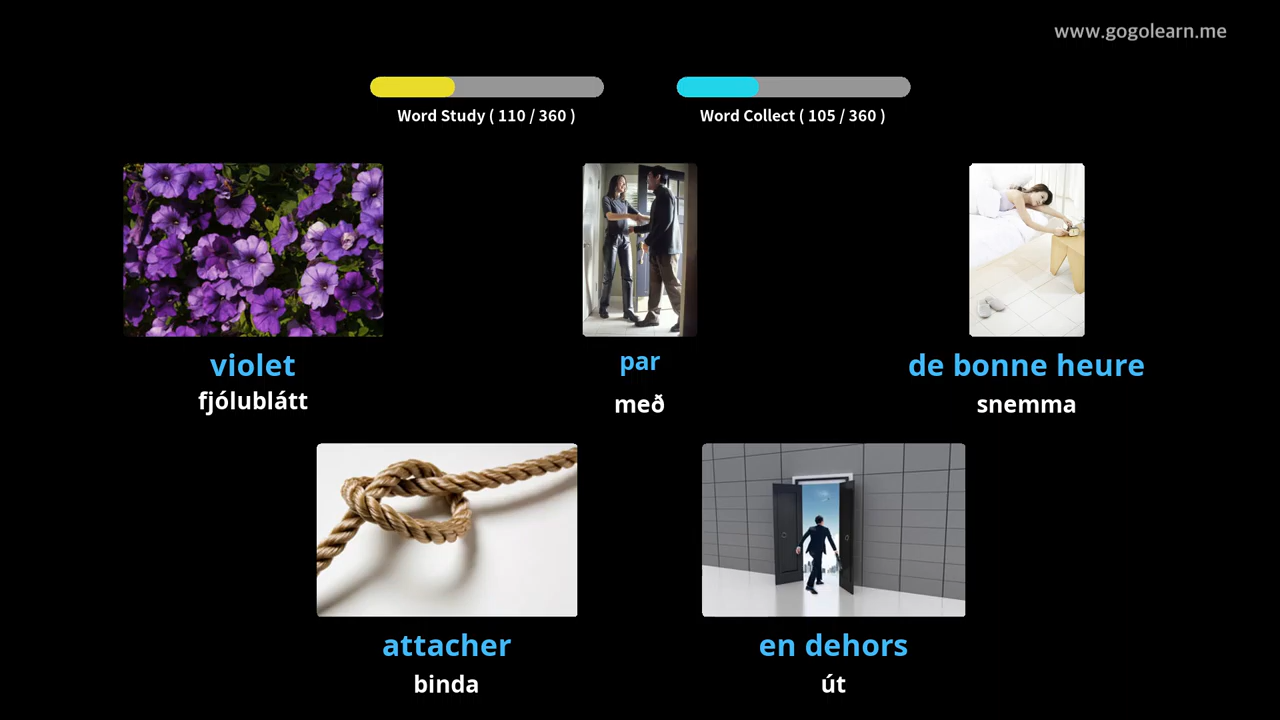 www.gogolearn.me
Word Study ( 110 / 360 )
Word Collect ( 105 / 360 )
violet
fjólublátt
par
með
de bonne heure
snemma
attacher
binda
en dehors
út